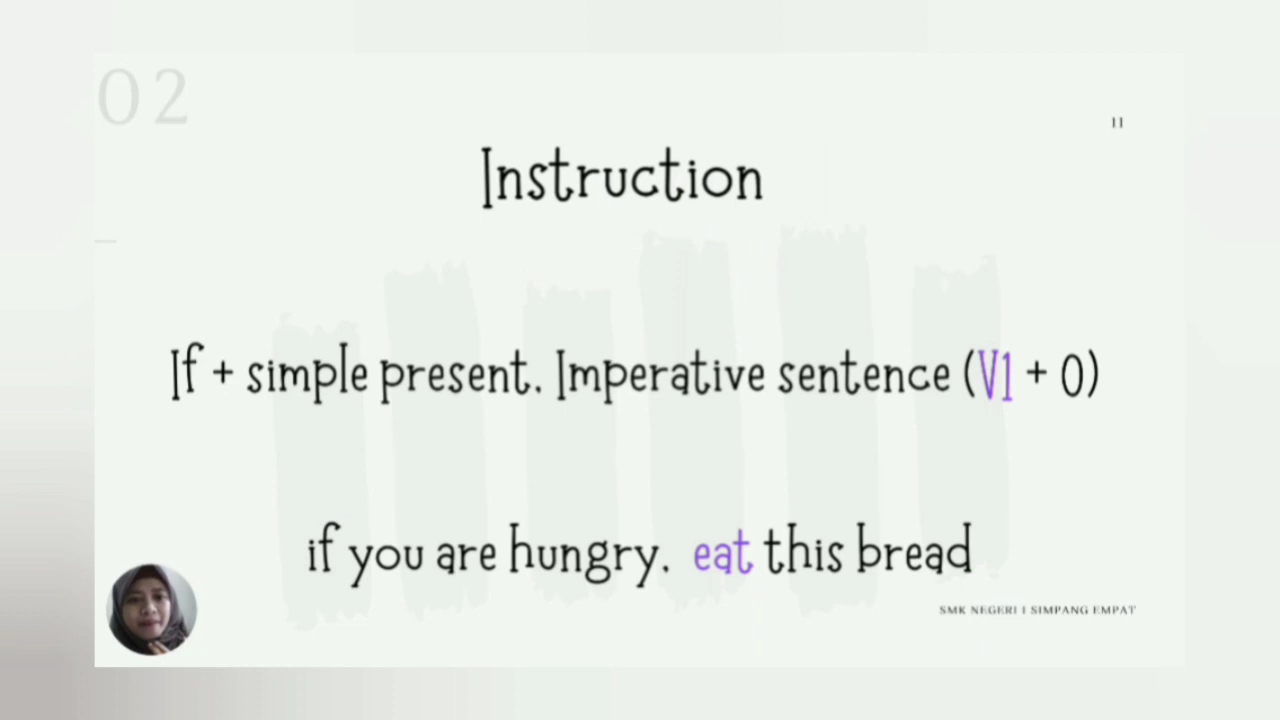 02
11
Instruction
If + simple present, Imperative sentence (V1 + O)
if you are hungry, eat this bread
SMK NEGERI 1 SIMPANG EMPAT